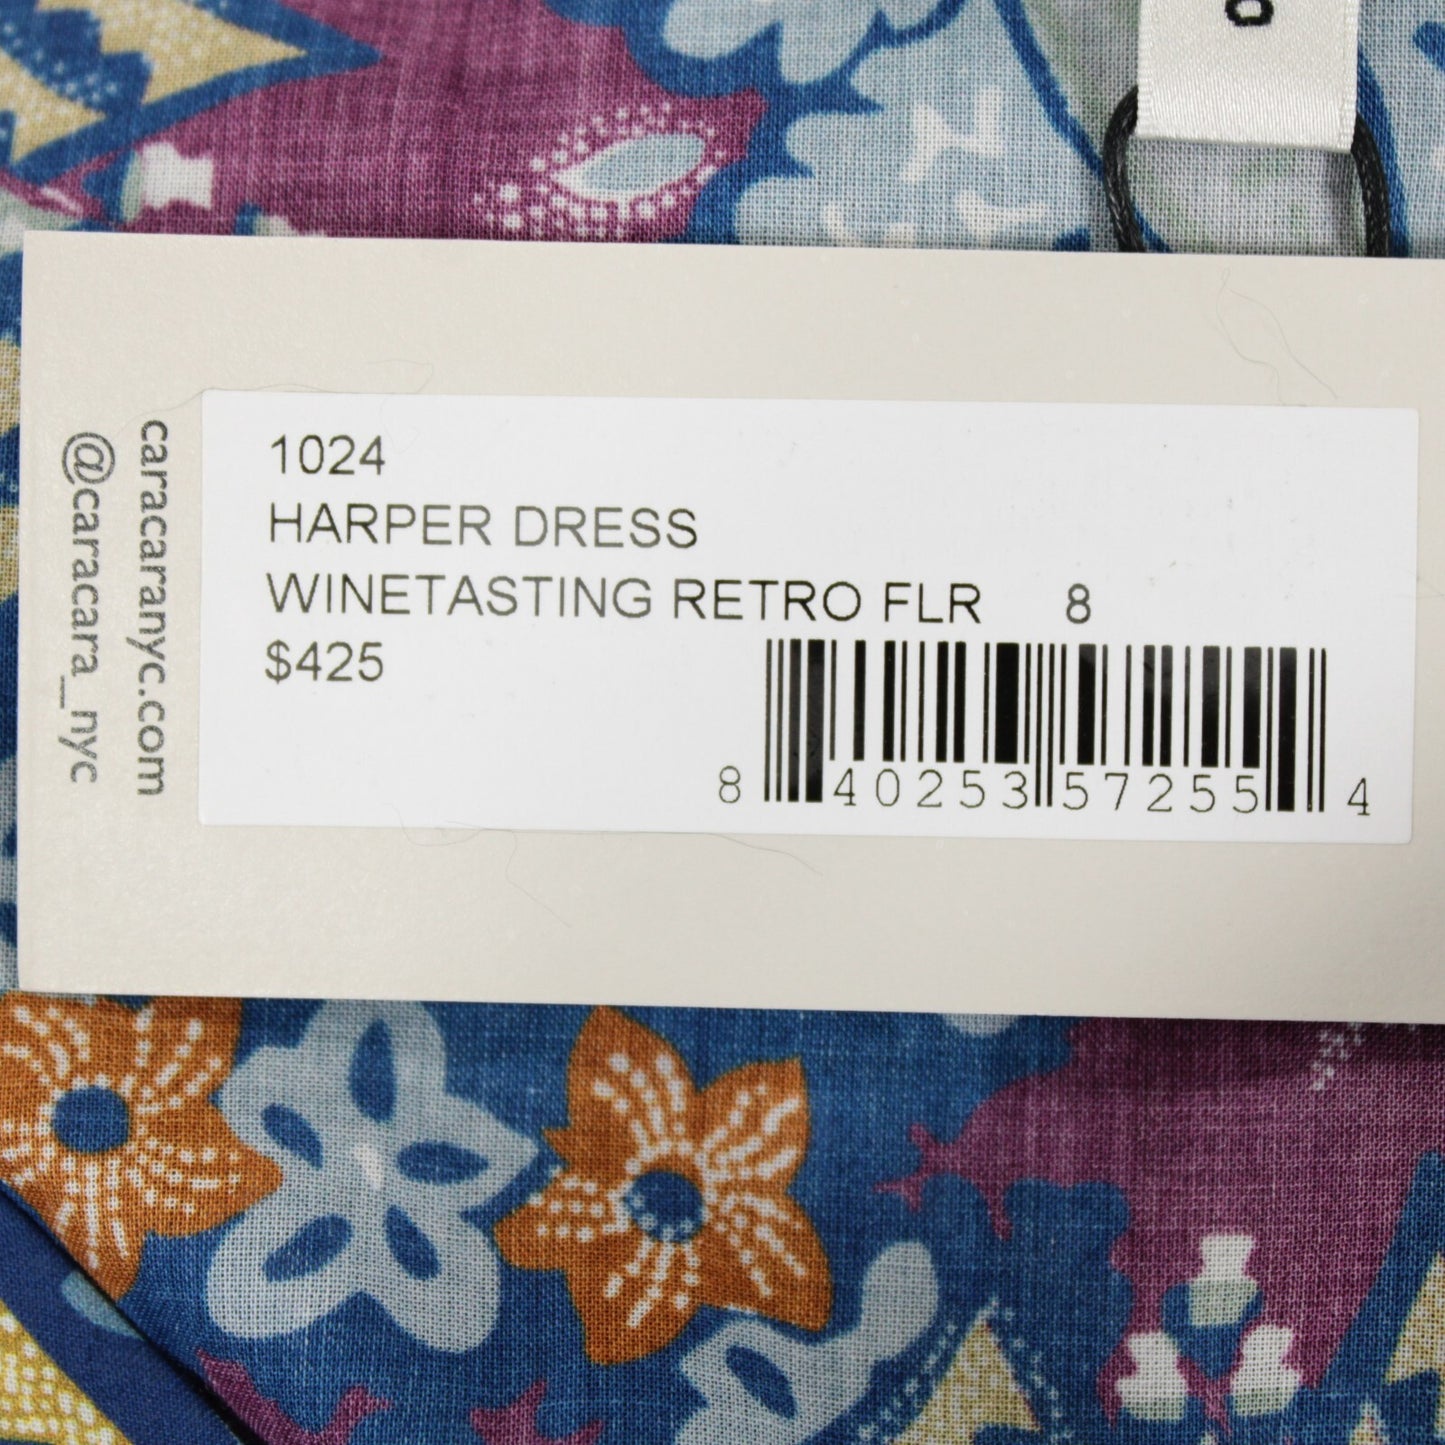 1024
HARPER DRESS
WINETASTING RETRO FLR 8
$425
8 40253 57255 4
caracaranyc.com
@caracara_nyc